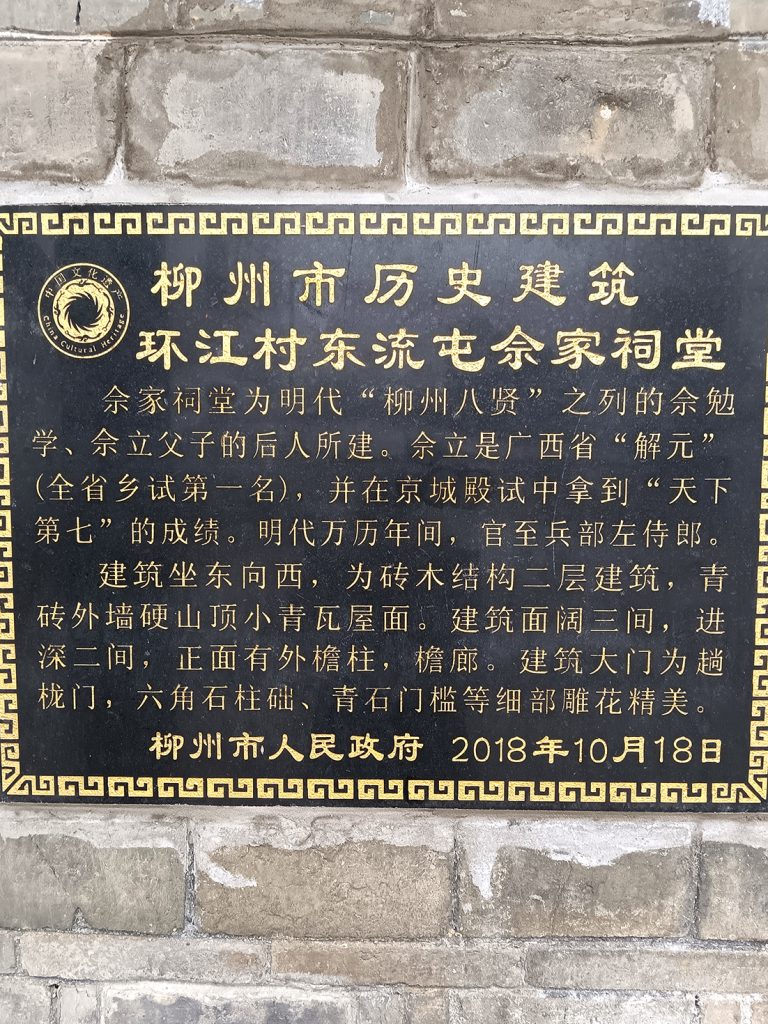 中国文化遗产
China Cultural Heritage
柳州市历史建筑
环江村东流屯佘家祠堂
佘家祠堂为明代“柳州八贤”之列的佘勉
学、佘立父子的后人所建。佘立是广西省“解元”
(全省乡试第一名)，并在京城殿试中拿到“天下
第七”的成绩。明代万历年间，官至兵部左侍郎。
建筑坐东向西，为砖木结构二层建筑，青
砖外墙硬山顶小青瓦屋面。建筑面阔三间，进
深二间，正面有外檐柱，檐廊。建筑大门为趟
栊门，六角石柱础、青石门槛等细部雕花精美。
柳州市人民政府 2018年10月18日